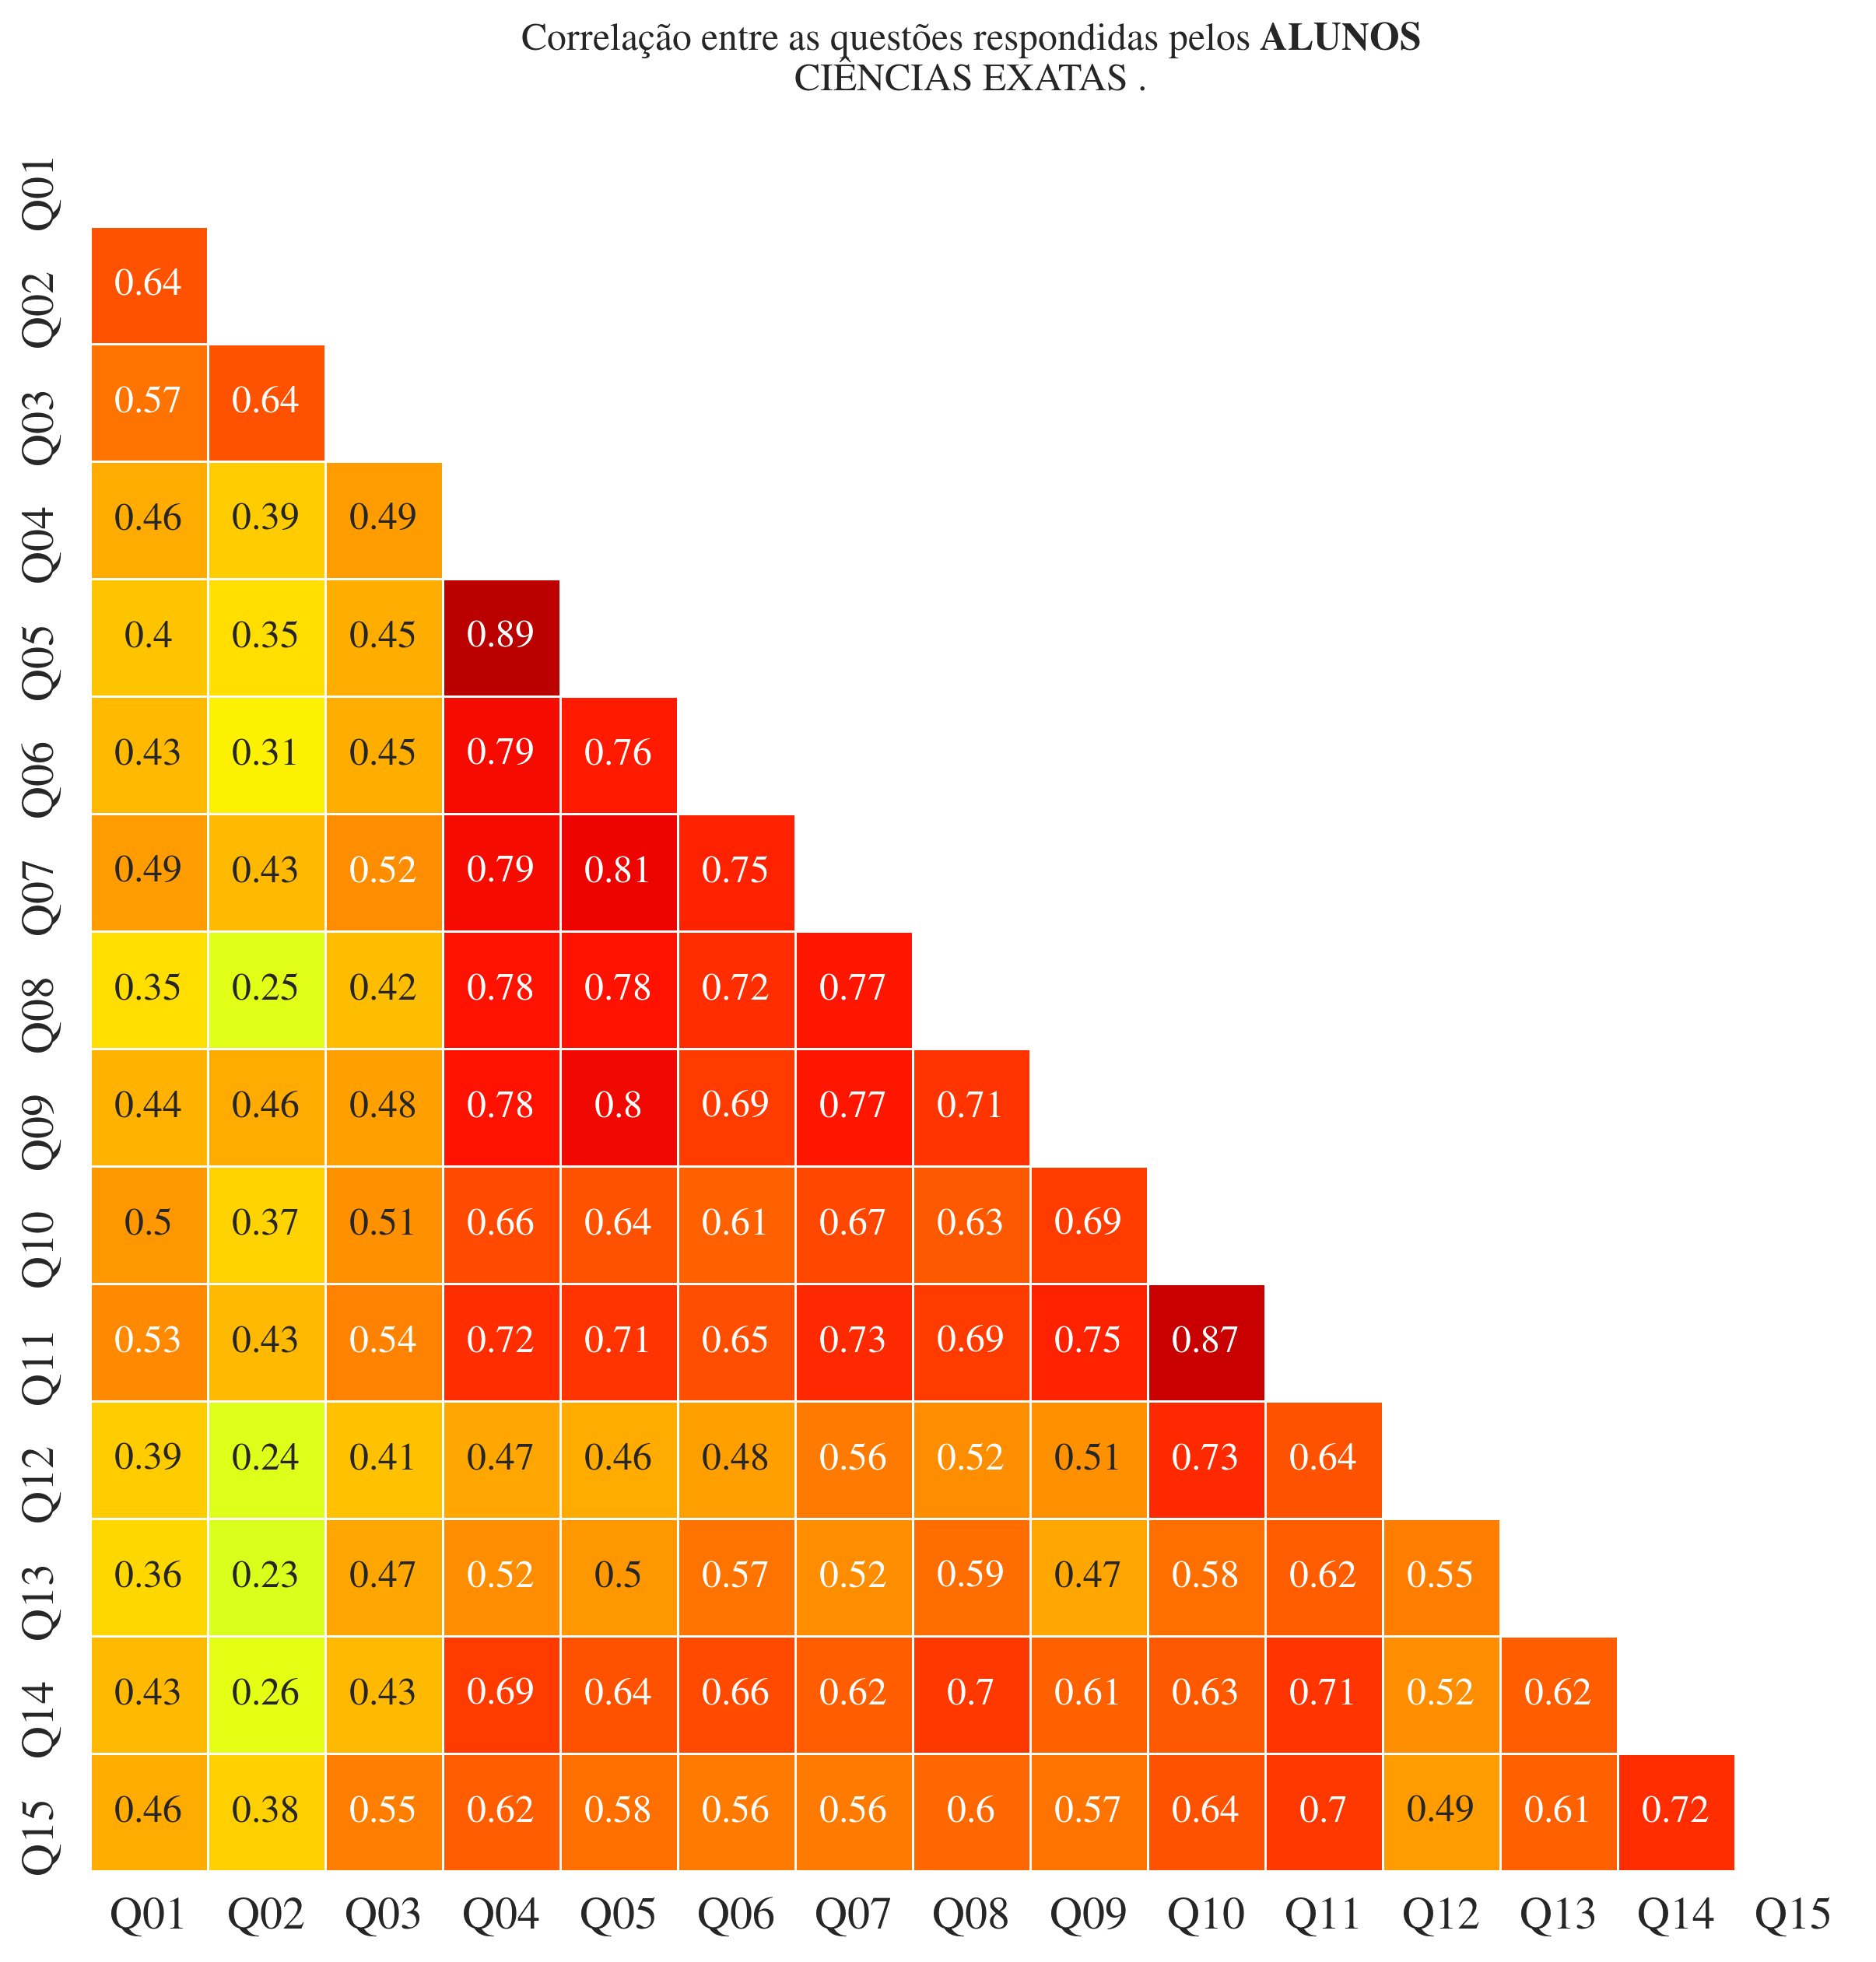 Correlação entre as questões respondidas pelos ALUNOS
CIÊNCIAS EXATAS .
Q01
Q02 0.64
Q03 0.57 0.64
Q04 0.46 0.39 0.49
Q05 0.4 0.35 0.45 0.89
Q06 0.43 0.31 0.45 0.79 0.76
Q07 0.49 0.43 0.52 0.79 0.81 0.75
Q08 0.35 0.25 0.42 0.78 0.78 0.72 0.77
Q09 0.44 0.46 0.48 0.78 0.8 0.69 0.77 0.71
Q10 0.5 0.37 0.51 0.66 0.64 0.61 0.67 0.63 0.69
Q11 0.53 0.43 0.54 0.72 0.71 0.65 0.73 0.69 0.75 0.87
Q12 0.39 0.24 0.41 0.47 0.46 0.48 0.56 0.52 0.51 0.73 0.64
Q13 0.36 0.23 0.47 0.52 0.5 0.57 0.52 0.59 0.47 0.58 0.62 0.55
Q14 0.43 0.26 0.43 0.69 0.64 0.66 0.62 0.7 0.61 0.63 0.71 0.52 0.62
Q15 0.46 0.38 0.55 0.62 0.58 0.56 0.56 0.6 0.57 0.64 0.7 0.49 0.61 0.72
Q01 Q02 Q03 Q04 Q05 Q06 Q07 Q08 Q09 Q10 Q11 Q12 Q13 Q14 Q15